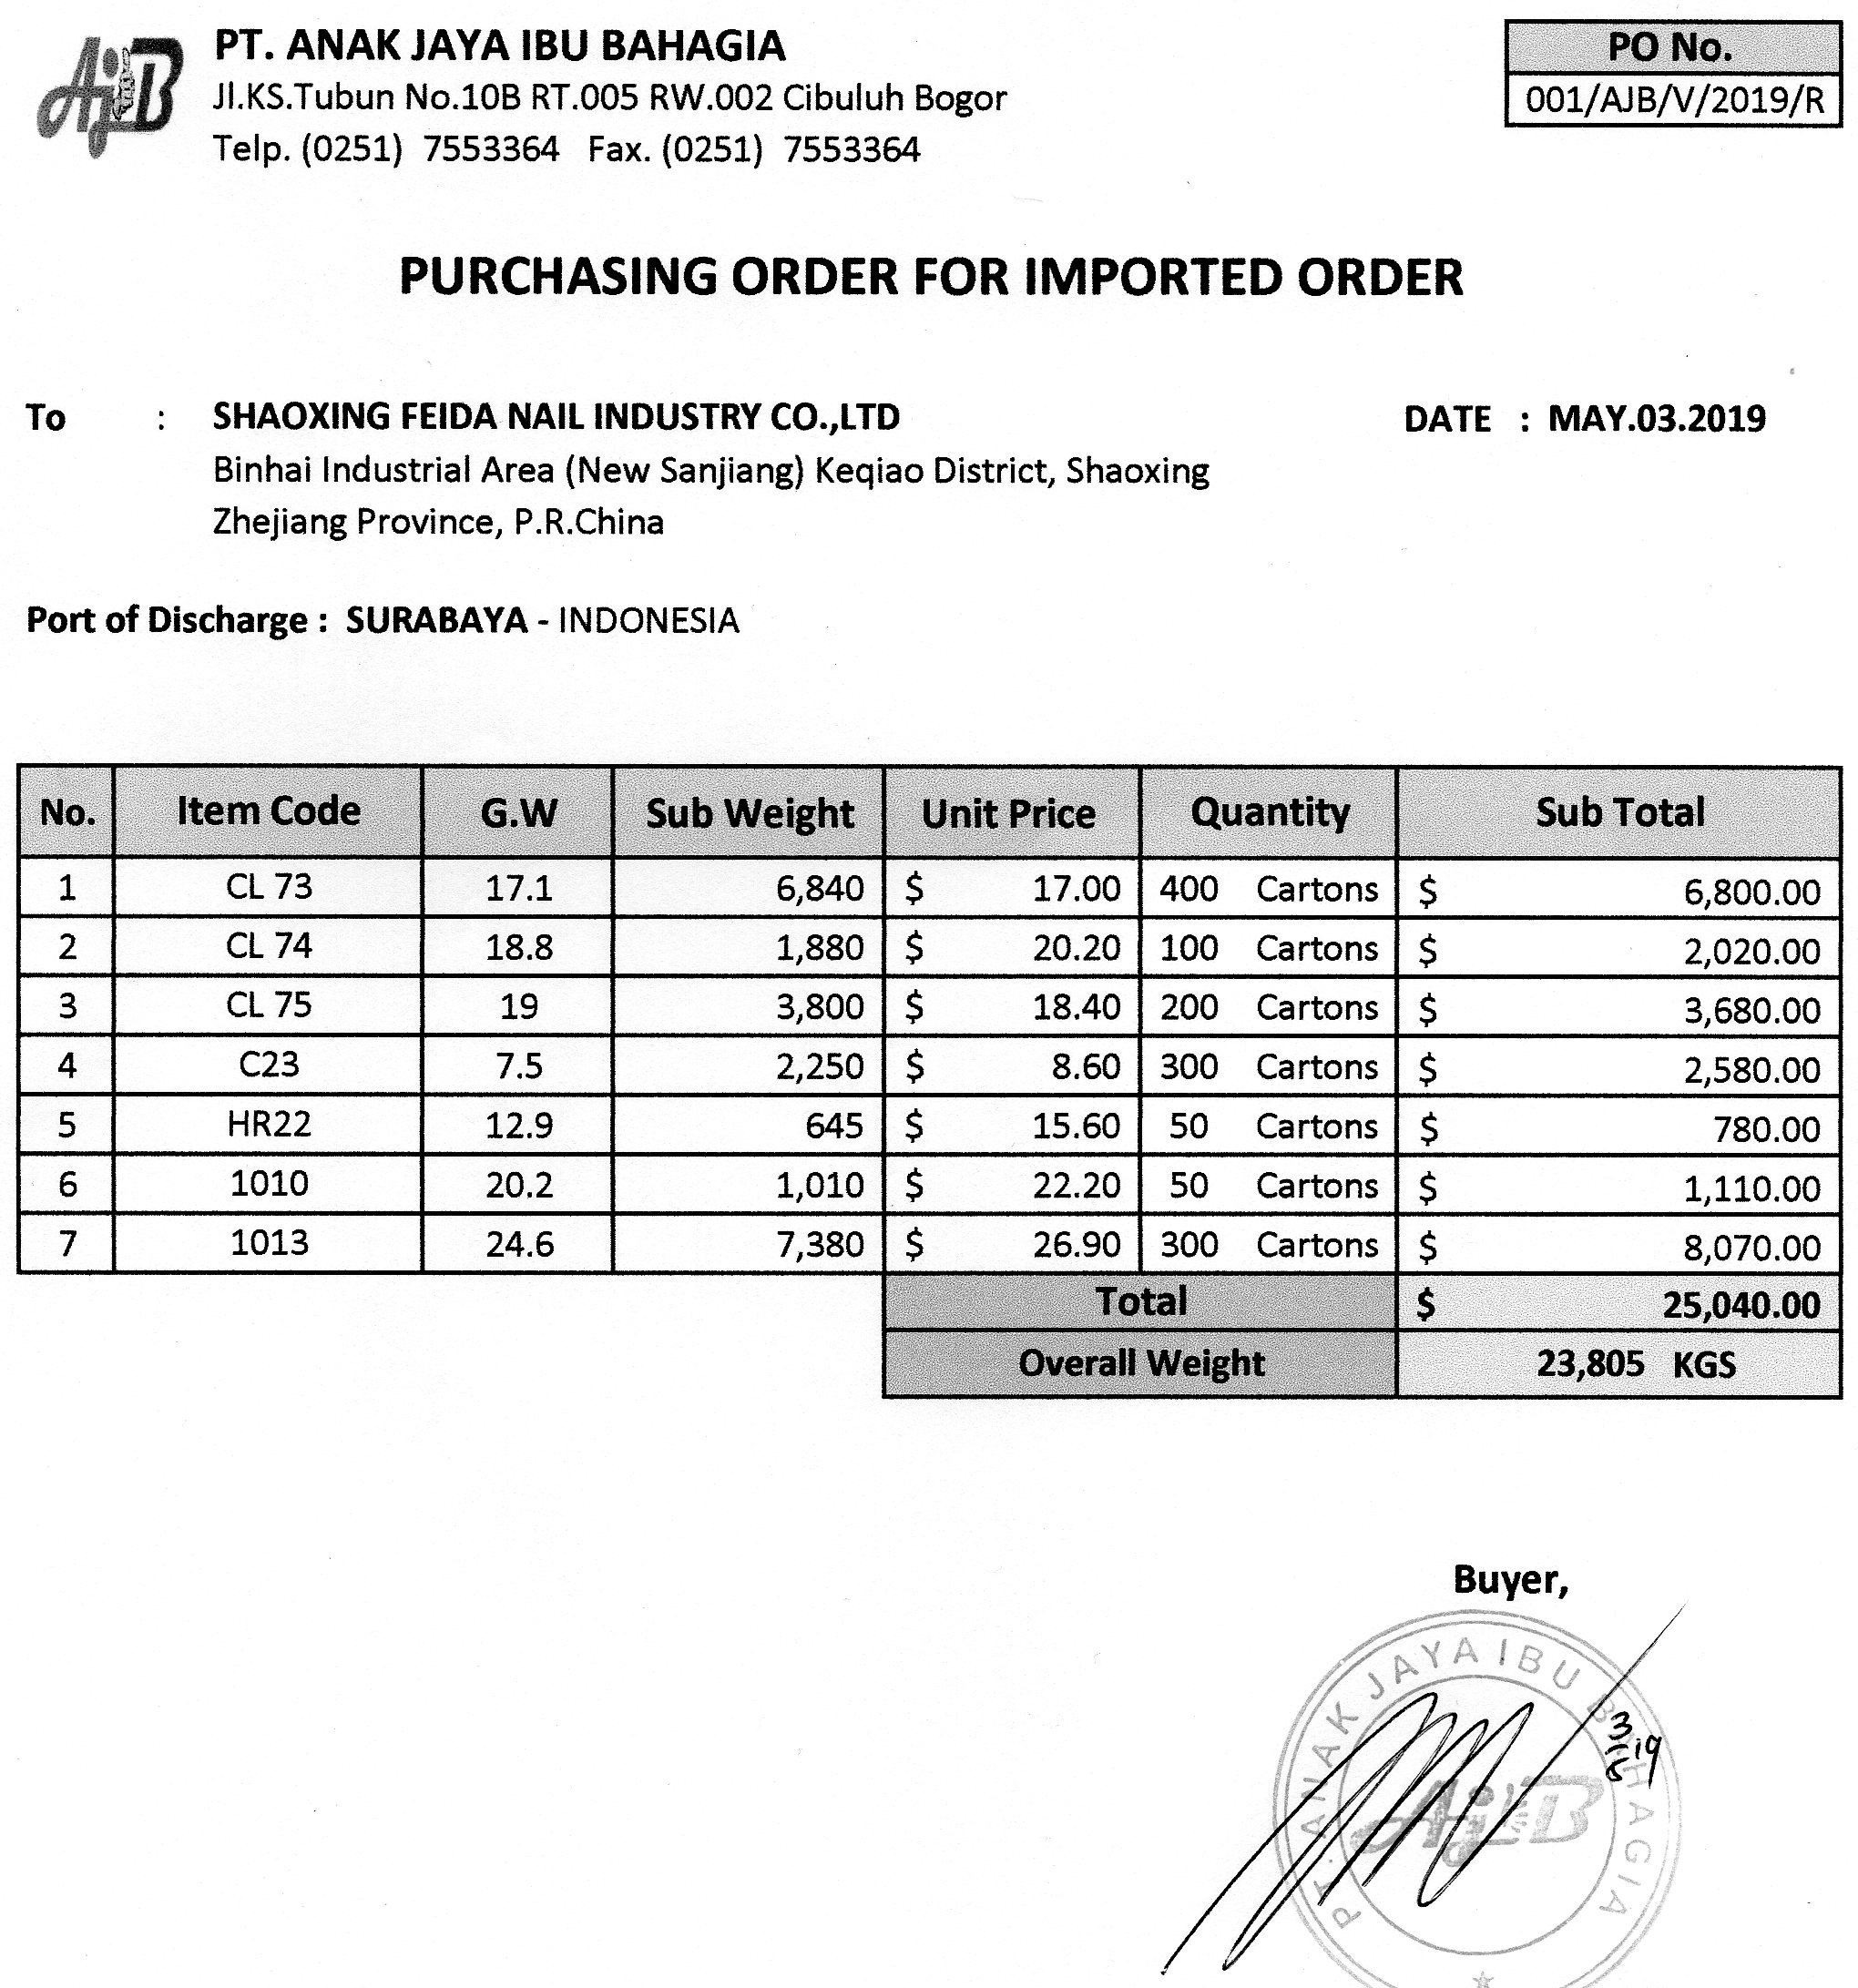 AJIB
PT. ANAK JAYA IBU BAHAGIA
Jl.KS.Tubun No.10B RT.005 RW.002 Cibuluh Bogor
Telp. (0251) 7553364 Fax. (0251) 7553364
PO No.
001/AJB/V/2019/R
PURCHASING ORDER FOR IMPORTED ORDER
To : SHAOXING FEIDA NAIL INDUSTRY CO.,LTD DATE : MAY.03.2019
Binhai Industrial Area (New Sanjiang) Keqiao District, Shaoxing
Zhejiang Province, P.R.China
Port of Discharge : SURABAYA - INDONESIA
No. Item Code G.W Sub Weight Unit Price Quantity Sub Total
1 CL 73 17.1 6,840 $ 17.00 400 Cartons $ 6,800.00
2 CL 74 18.8 1,880 $ 20.20 100 Cartons $ 2,020.00
3 CL 75 19 3,800 $ 18.40 200 Cartons $ 3,680.00
4 C23 7.5 2,250 $ 8.60 300 Cartons $ 2,580.00
5 HR22 12.9 645 $ 15.60 50 Cartons $ 780.00
6 1010 20.2 1,010 $ 22.20 50 Cartons $ 1,110.00
7 1013 24.6 7,380 $ 26.90 300 Cartons $ 8,070.00
Total $ 25,040.00
Overall Weight 23,805 KGS
Buyer,
PT. ANAK JAYA IBU BAHAGIA
AJIB